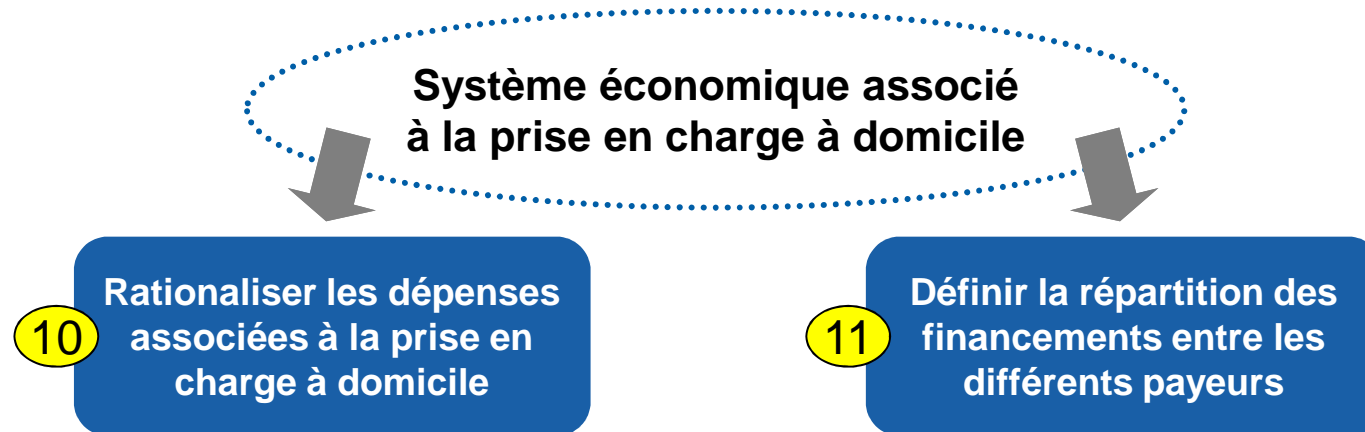 Système économique associé
à la prise en charge à domicile
10
Rationaliser les dépenses
associées à la prise en
charge à domicile
11
Définir la répartition des
financements entre les
différents payeurs